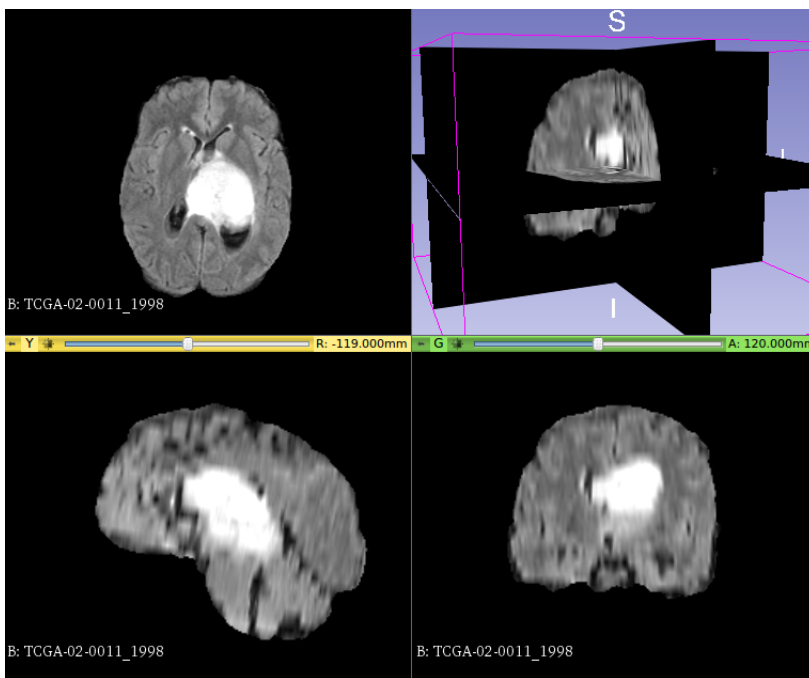 S
B: TCGA-02-0011_1998
I
Y R: -119.000mm
G A: 120.000mm
B: TCGA-02-0011_1998
B: TCGA-02-0011_1998